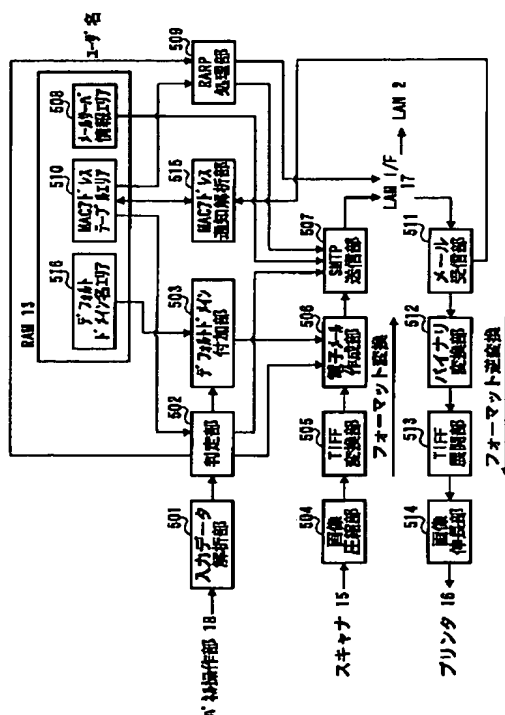 RAM 13
516
デフォルト
ドメイン名エリア
510
MACアドレス
テーブルエリア
508
メールサーバ
情報エリア
ユーザ名
501
入力データ
解析部
502
判定部
503
デフォルトドメイン
付加部
515
MACアドレス
通知解析部
509
RARP
処理部
パネル操作部 18
504
画像
圧縮部
505
TIFF
変換部
506
電子メール
作成部
507
SMTP
送信部
スキャナ 15
フォーマット変換
LAN I/F
17
LAN 2
514
画像
伸長部
513
TIFF
展開部
512
バイナリ
変換部
511
メール
受信部
プリンタ 16
フォーマット逆変換